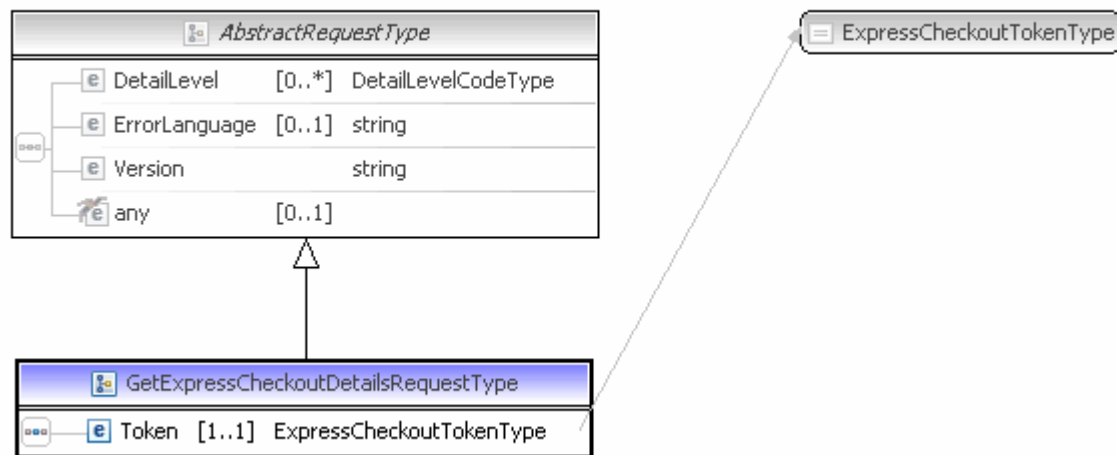 AbstractRequestType
ExpressCheckoutTokenType
e DetailLevel [0..*] DetailLevelCodeType
e ErrorLanguage [0..1] string
e Version string
e any [0..1]
GetExpressCheckoutDetailsRequestType
e Token [1..1] ExpressCheckoutTokenType